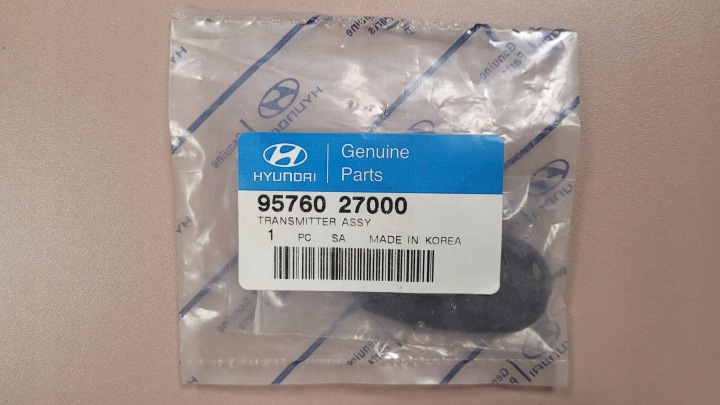 HYUNDAI
Genuine
Parts
95760 27000
TRANSMITTER ASSY
1 PC SA MADE IN KOREA